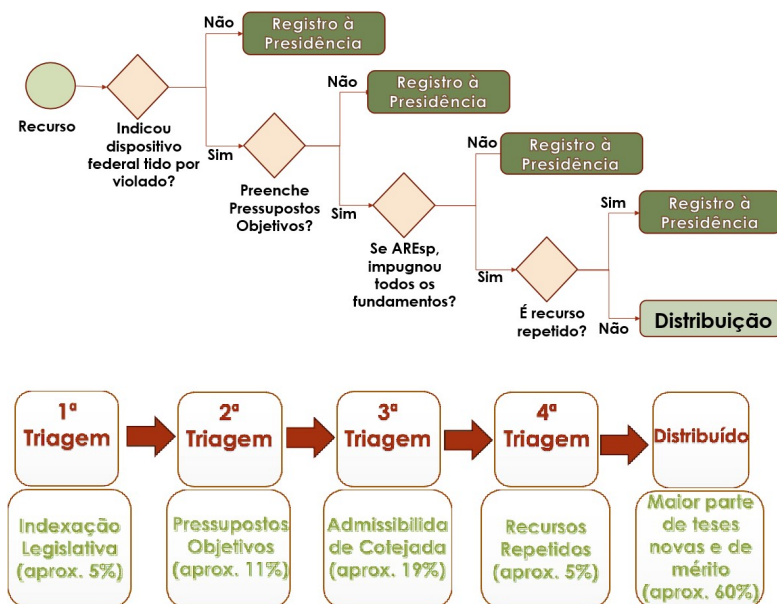 Não
Registro à
Presidência
Recurso
Indicou
dispositivo
federal tido por
violado?
Sim
Não
Registro à
Presidência
Preenche
Pressupostos
Objetivos?
Sim
Não
Registro à
Presidência
Se AREsp,
impugnou
todos os
fundamentos?
Sim
Sim
Registro à
Presidência
É recurso
repetido?
Não
Distribuição
1ª
Triagem
2ª
Triagem
3ª
Triagem
4ª
Triagem
Distribuído
Indexação
Legislativa
(aprox. 5%)
Pressupostos
Objetivos
(aprox. 11%)
Admissibilida
de Cotejada
(aprox. 19%)
Recursos
Repetidos
(aprox. 5%)
Maior parte
de teses
novas e de
mérito
(aprox. 60%)